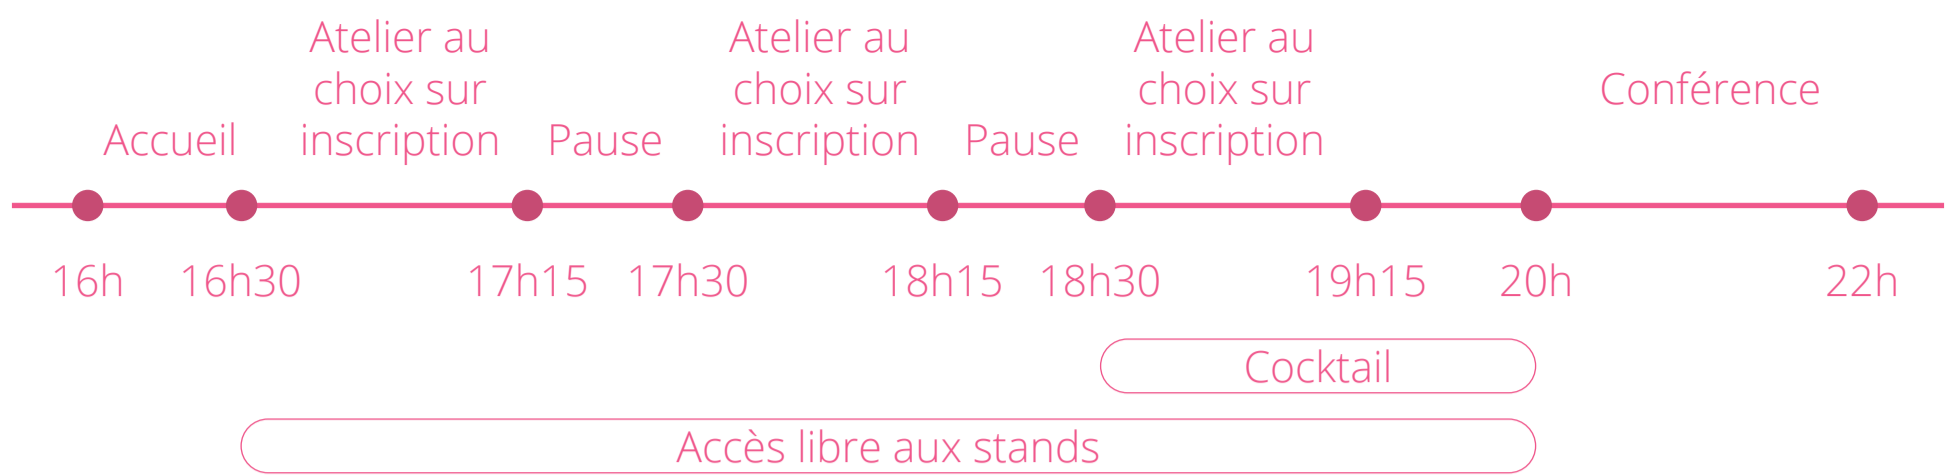 Atelier au
choix sur
inscription
Atelier au
choix sur
inscription
Atelier au
choix sur
inscription
Conférence
Accueil
Pause
Pause
16h
16h30
17h15
17h30
18h15
18h30
19h15
20h
22h
Cocktail
Accès libre aux stands